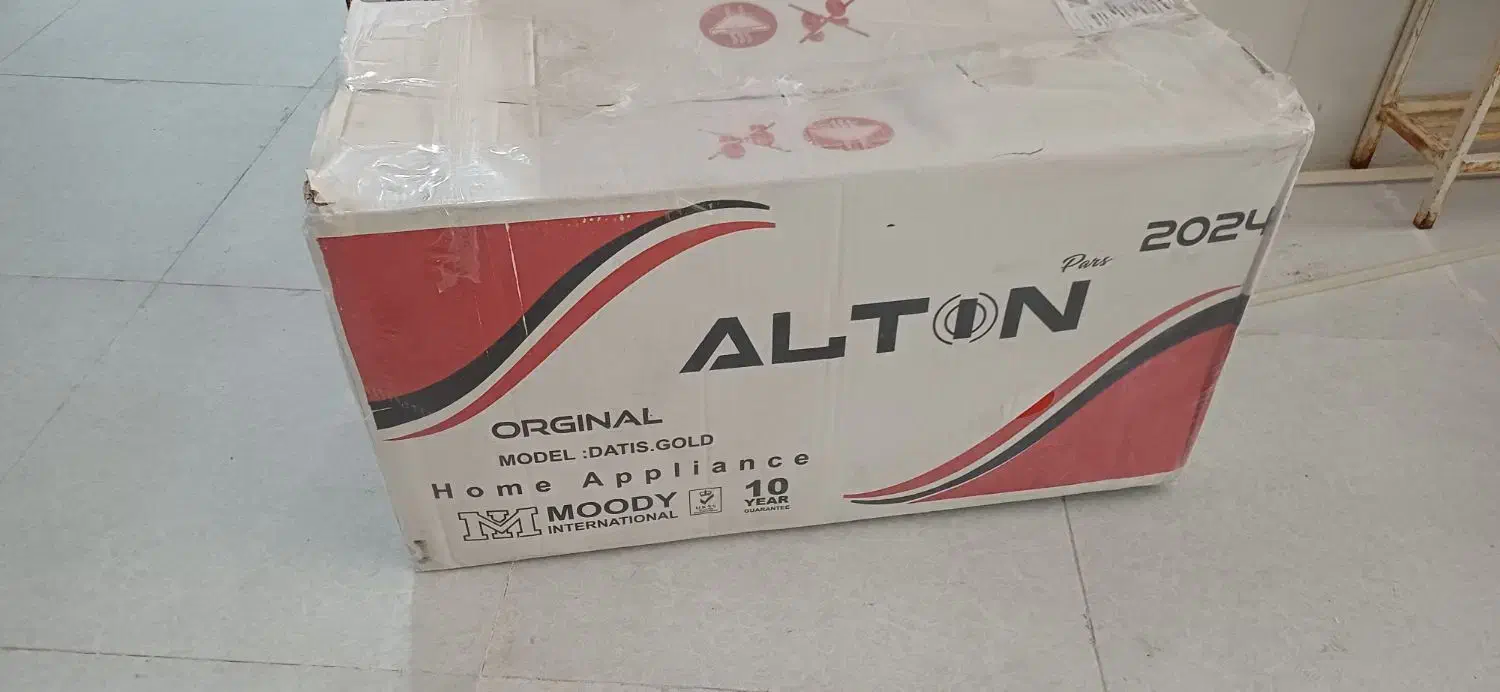 2024
Pars
ALTON
ORGINAL
MODEL :DATIS.GOLD
Home Appliance
MOODY
INTERNATIONAL
10
YEAR
GUARANTEE